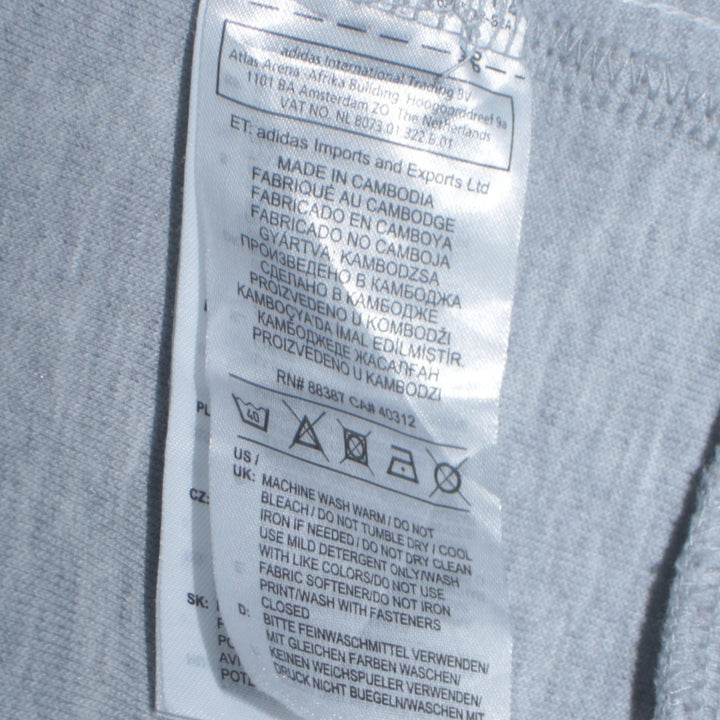 adidas International Trading BV
Atlas Arena - Afrika Building, Hoogoorddreef 9a
1101 BA Amsterdam ZO, The Netherlands
VAT NO. NL 8073.01.322.B.01
ET: adidas Imports and Exports Ltd
MADE IN CAMBODIA
FABRIQUÉ AU CAMBODGE
FABRICADO EN CAMBOYA
FABRICADO NO CAMBOJA
GYÁRTVA: KAMBODZSA
ПРОИЗВЕДЕНО В КАМБОДЖА
СДЕЛАНО В КАМБОДЖЕ
PROIZVEDENO U KOMBODŽI
KAMBOÇYA'DA IMAL EDILMIŞTIR.
КАМБОДЖЕДЕ ЖАСАЛҒАН
PROIZVEDENO U KAMBODZI
RN# 88387 CA# 40312
40
US /
UK: MACHINE WASH WARM / DO NOT
BLEACH / DO NOT TUMBLE DRY / COOL
IRON IF NEEDED / DO NOT DRY CLEAN
USE MILD DETERGENT ONLY/WASH
WITH LIKE COLORS/DO NOT USE
FABRIC SOFTENER/DO NOT IRON
PRINT/WASH WITH FASTENERS
CLOSED
D: BITTE FEINWASCHMITTEL VERWENDEN/
MIT GLEICHEN FARBEN WASCHEN/
KEINEN WEICHSPUELER VERWENDEN/
DRUCK NICHT BUEGELN/WASCHEN MIT
PL
CZ:
SK: